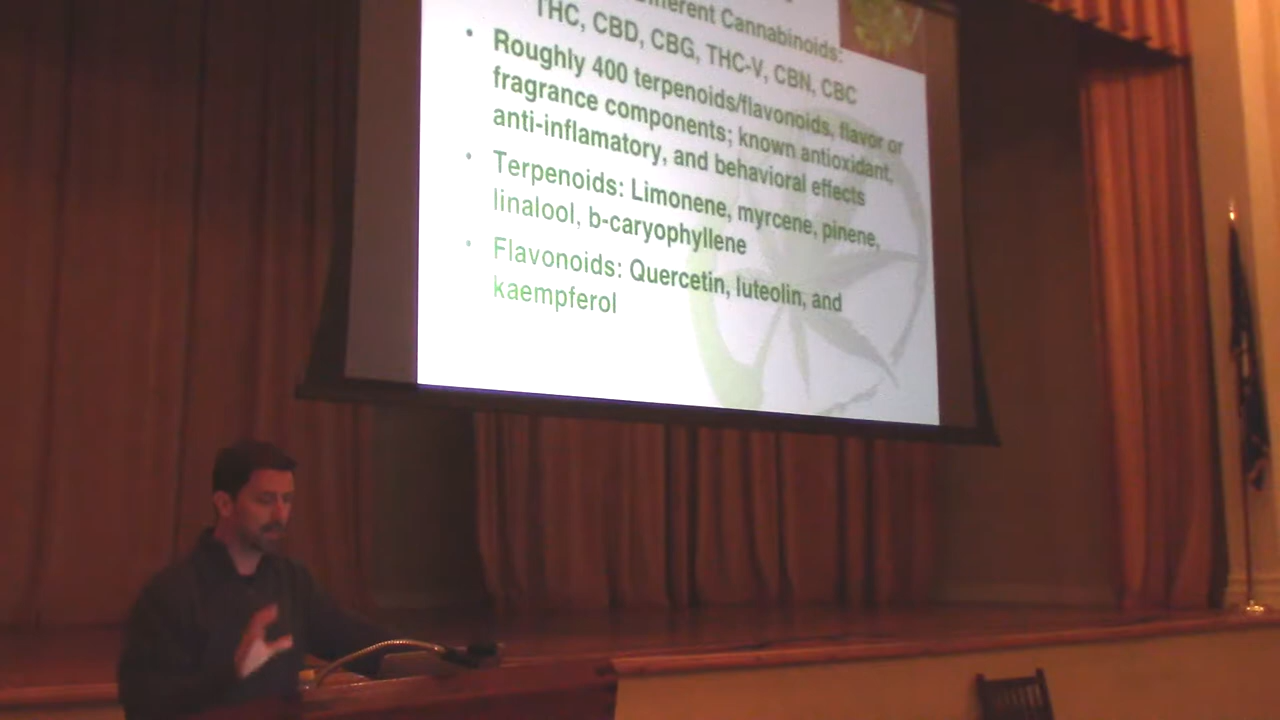 Cannabinoids:
THC, CBD, CBG, THC-V, CBN, CBC
• Roughly 400 terpenoids/flavonoids, flavor or
fragrance components; known antioxidant,
anti-inflamatory, and behavioral effects
• Terpenoids: Limonene, myrcene, pinene,
linalool, b-caryophyllene
• Flavonoids: Quercetin, luteolin, and
kaempferol